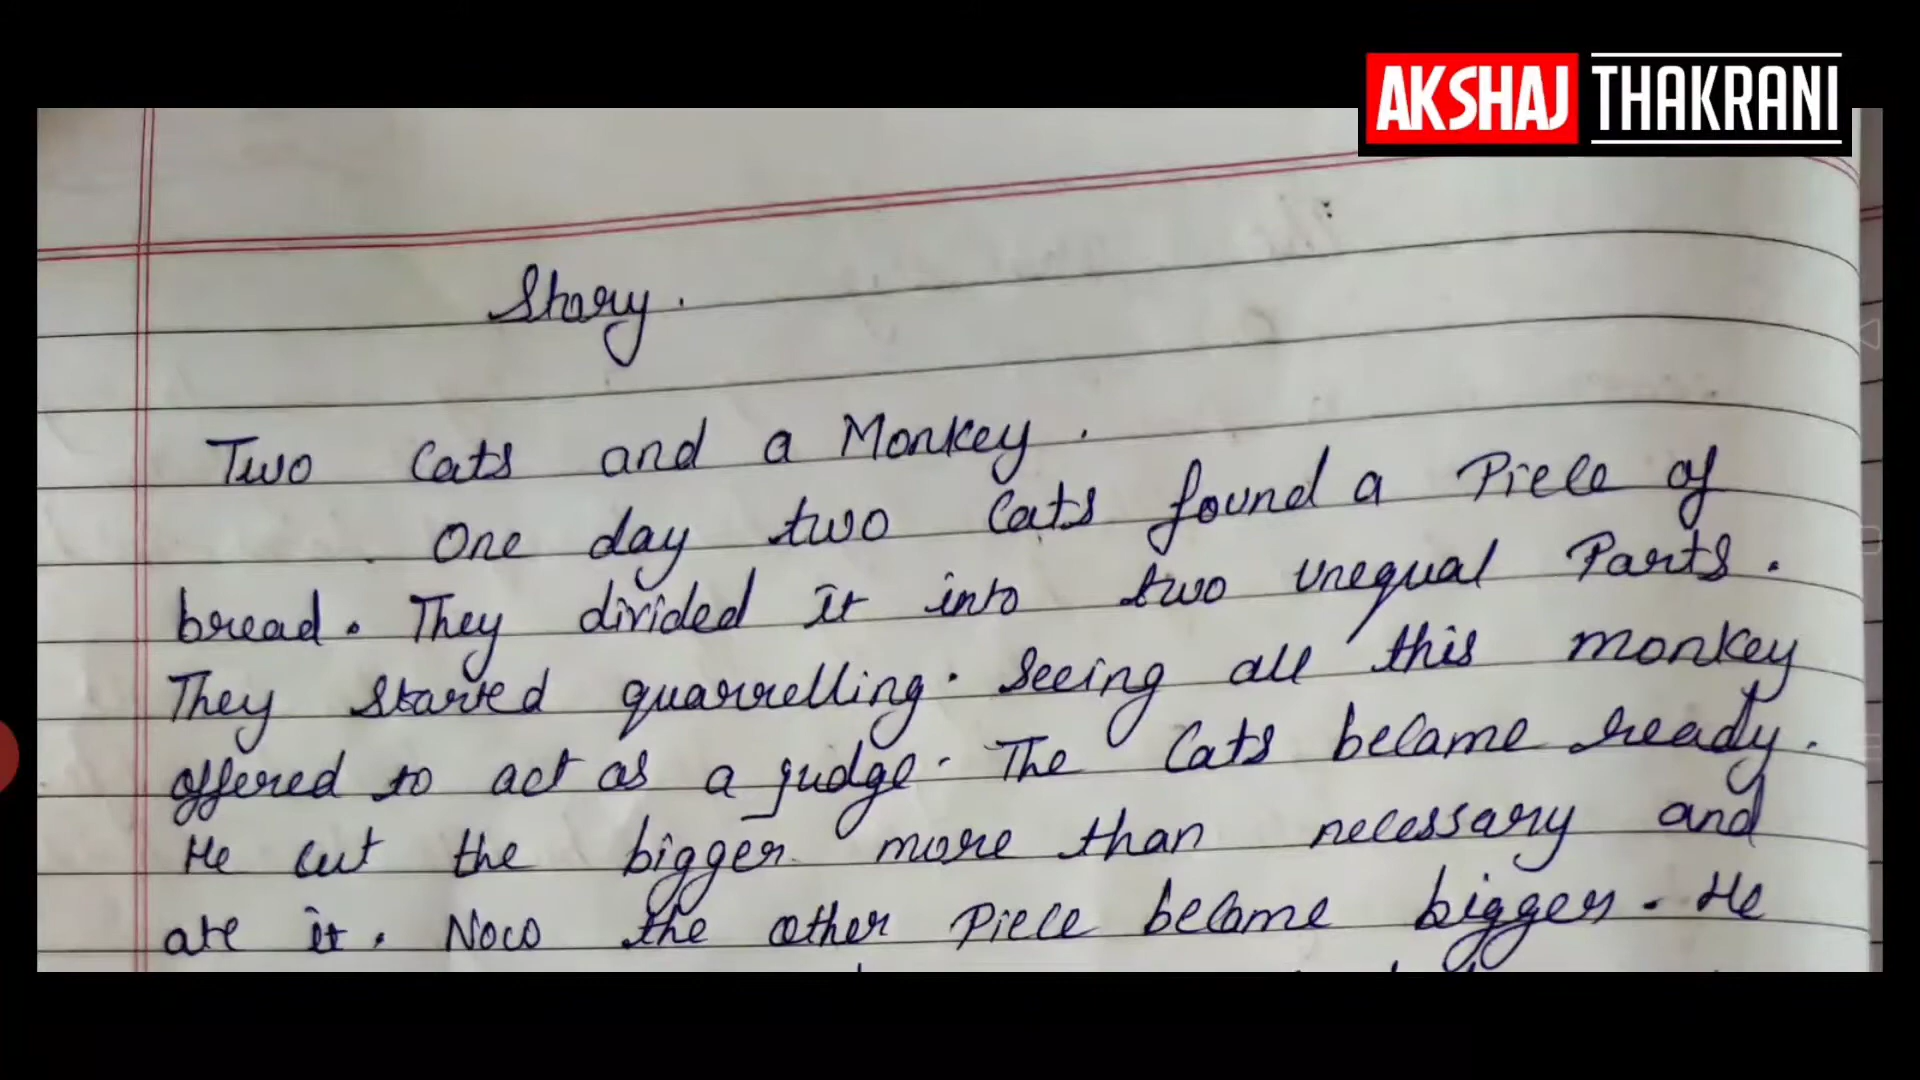 AKSHAJ THAKRANI
Story.
Two Cats and a Monkey.
One day two Cats found a Piece of
bread. They divided it into two unequal Parts.
They started quarrelling. Seeing all this monkey
offered to act as a judge. The Cats became ready.
He cut the bigger more than necessary and
ate it. Now the other Piece became bigger. He